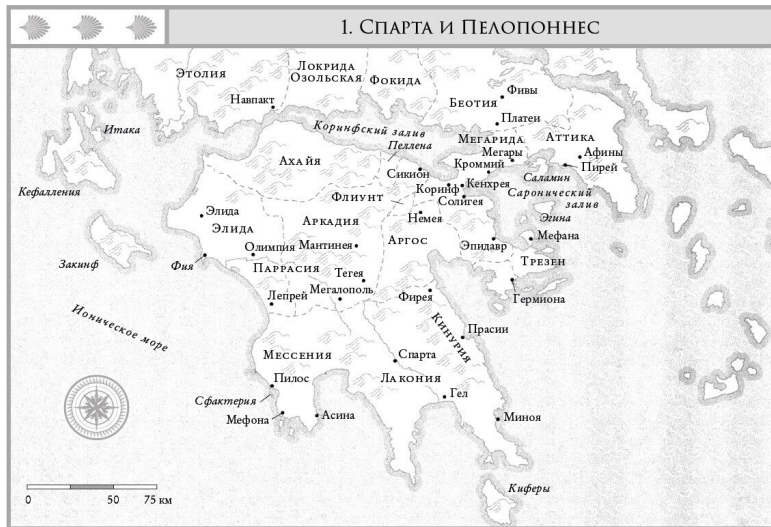 1. Спарта и Пелопоннес
Этолия
Локрида
Озольская
Фокида
Навпакт
Беотия
Фивы
Платеи
Итака
Коринфский залив
Пеллена
Мегарида
Мегары
Аттика
Афины
Пирей
Кроммий
Саламин
Ахайя
Сикион
Коринф
Кенхрея
Солигея
Саронический
залив
Кефалления
Флиунт
Немея
Эгина
Элида
Элида
Аркадия
Аргос
Эпидавр
Мефана
Олимпия
Мантинея
Трезен
Закинф
Фия
Паррасия
Тегея
Мегалополь
Фирея
Гермиона
Лепрей
Ионическое море
Кинурия
Прасии
Мессения
Спарта
Пилос
Лакония
Сфактерия
Гел
Мефона
Асина
Миноя
Киферы
0 50 75 км